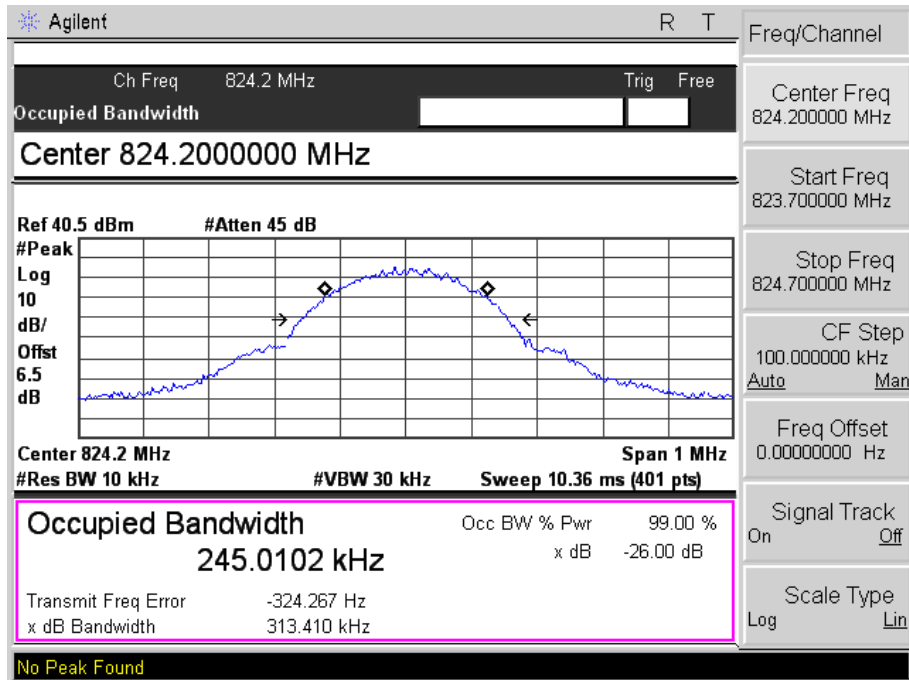 Agilent R T
Ch Freq 824.2 MHz Trig Free
Occupied Bandwidth
Center 824.2000000 MHz
Ref 40.5 dBm #Atten 45 dB
#Peak
Log
10
dB/
Offst
6.5
dB
Center 824.2 MHz Span 1 MHz
#Res BW 10 kHz #VBW 30 kHz Sweep 10.36 ms (401 pts)
Occupied Bandwidth Occ BW % Pwr 99.00 %
245.0102 kHz x dB -26.00 dB
Transmit Freq Error -324.267 Hz
x dB Bandwidth 313.410 kHz
No Peak Found
Freq/Channel
Center Freq
824.200000 MHz
Start Freq
823.700000 MHz
Stop Freq
824.700000 MHz
CF Step
100.000000 kHz
Auto Man
Freq Offset
0.00000000 Hz
Signal Track
On Off
Scale Type
Log Lin